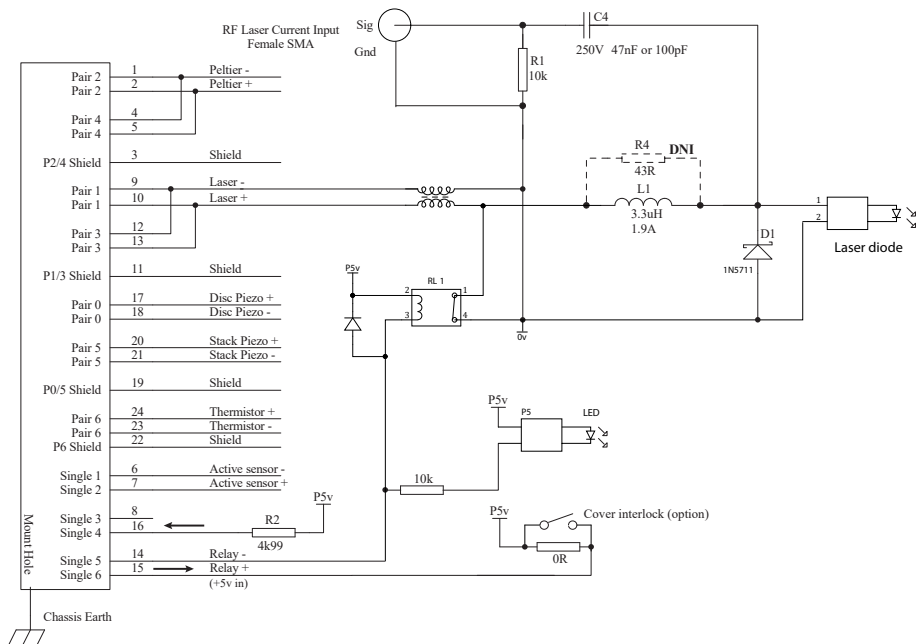 RF Laser Current Input
Female SMA
Sig
Gnd
C4
250V 47nF or 100pF
R1
10k
Pair 2 1 Peltier -
Pair 2 2 Peltier +
Pair 4 4
Pair 4 5
P2/4 Shield 3 Shield
Pair 1 9 Laser -
Pair 1 10 Laser +
Pair 3 12
Pair 3 13
P1/3 Shield 11 Shield
Pair 0 17 Disc Piezo +
Pair 0 18 Disc Piezo -
Pair 5 20 Stack Piezo +
Pair 5 21 Stack Piezo -
P0/5 Shield 19 Shield
Pair 6 24 Thermistor +
Pair 6 23 Thermistor -
P6 Shield 22 Shield
Single 1 6 Active sensor -
Single 2 7 Active sensor +
Single 3 8
Single 4 16
R2
4k99
P5v
Single 5 14 Relay -
Single 6 15 Relay +
(+5v in)
Mount Hole
Chassis Earth
R4 DNI
43R
L1
3.3uH
1.9A
D1
1N5711
1
2
Laser diode
P5v
RL 1
2 1
3 4
0v
P5v
P5
LED
10k
P5v
Cover interlock (option)
0R